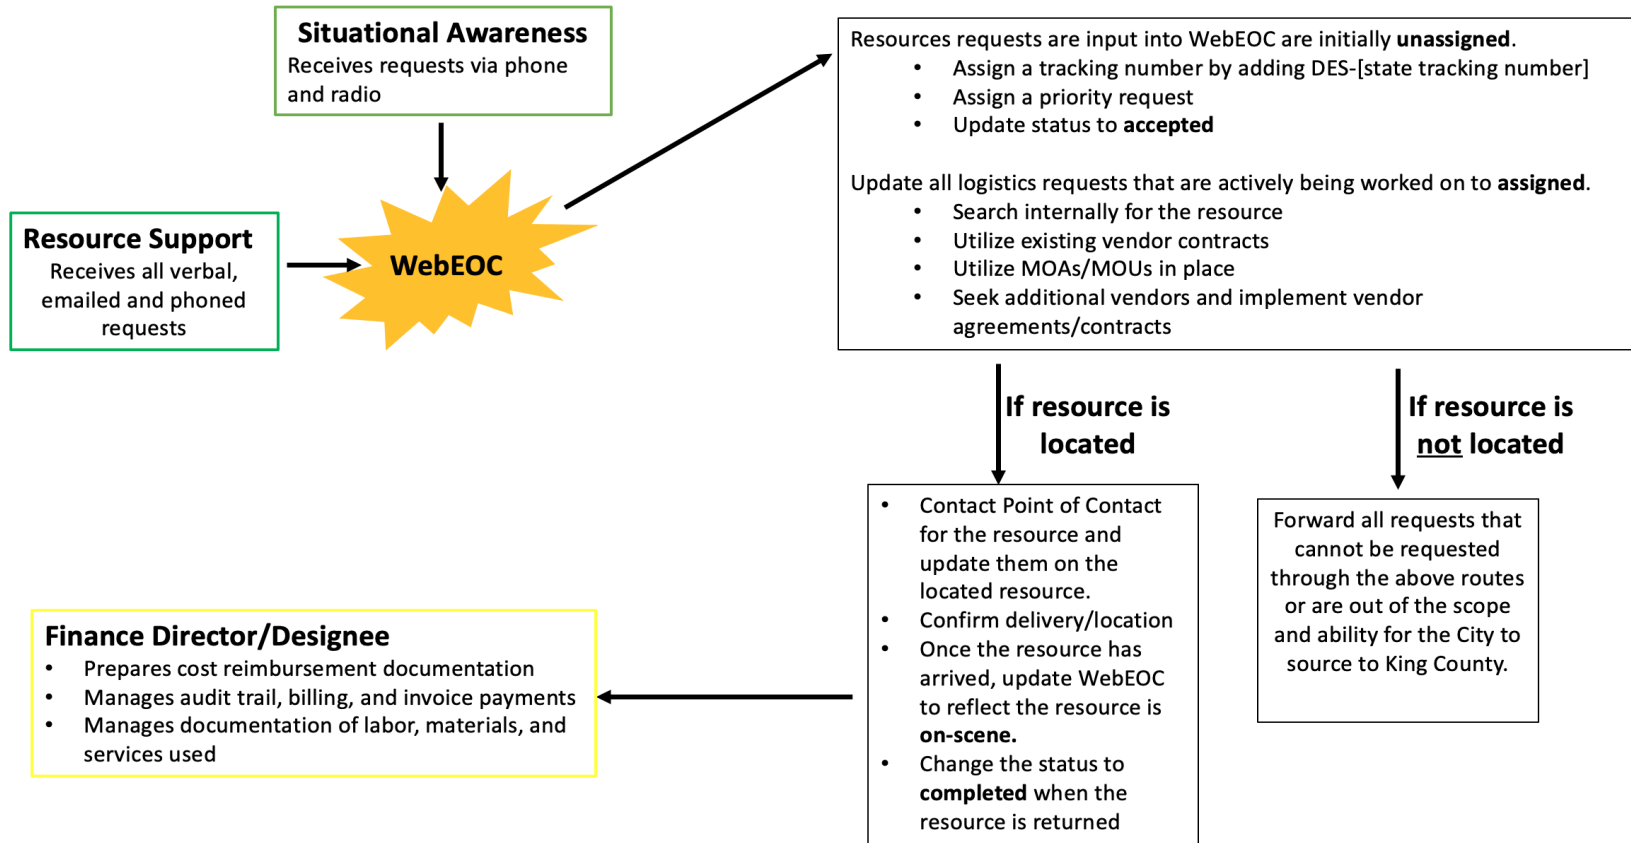 Situational Awareness
Receives requests via phone
and radio
Resource Support
Receives all verbal,
emailed and phoned
requests
WebEOC
Resources requests are input into WebEOC are initially unassigned.
• Assign a tracking number by adding DES-[state tracking number]
• Assign a priority request
• Update status to accepted
Update all logistics requests that are actively being worked on to assigned.
• Search internally for the resource
• Utilize existing vendor contracts
• Utilize MOAs/MOUs in place
• Seek additional vendors and implement vendor
agreements/contracts
If resource is
located
If resource is
not located
• Contact Point of Contact
for the resource and
update them on the
located resource.
• Confirm delivery/location
• Once the resource has
arrived, update WebEOC
to reflect the resource is
on-scene.
• Change the status to
completed when the
resource is returned
Forward all requests that
cannot be requested
through the above routes
or are out of the scope
and ability for the City to
source to King County.
Finance Director/Designee
• Prepares cost reimbursement documentation
• Manages audit trail, billing, and invoice payments
• Manages documentation of labor, materials, and
services used